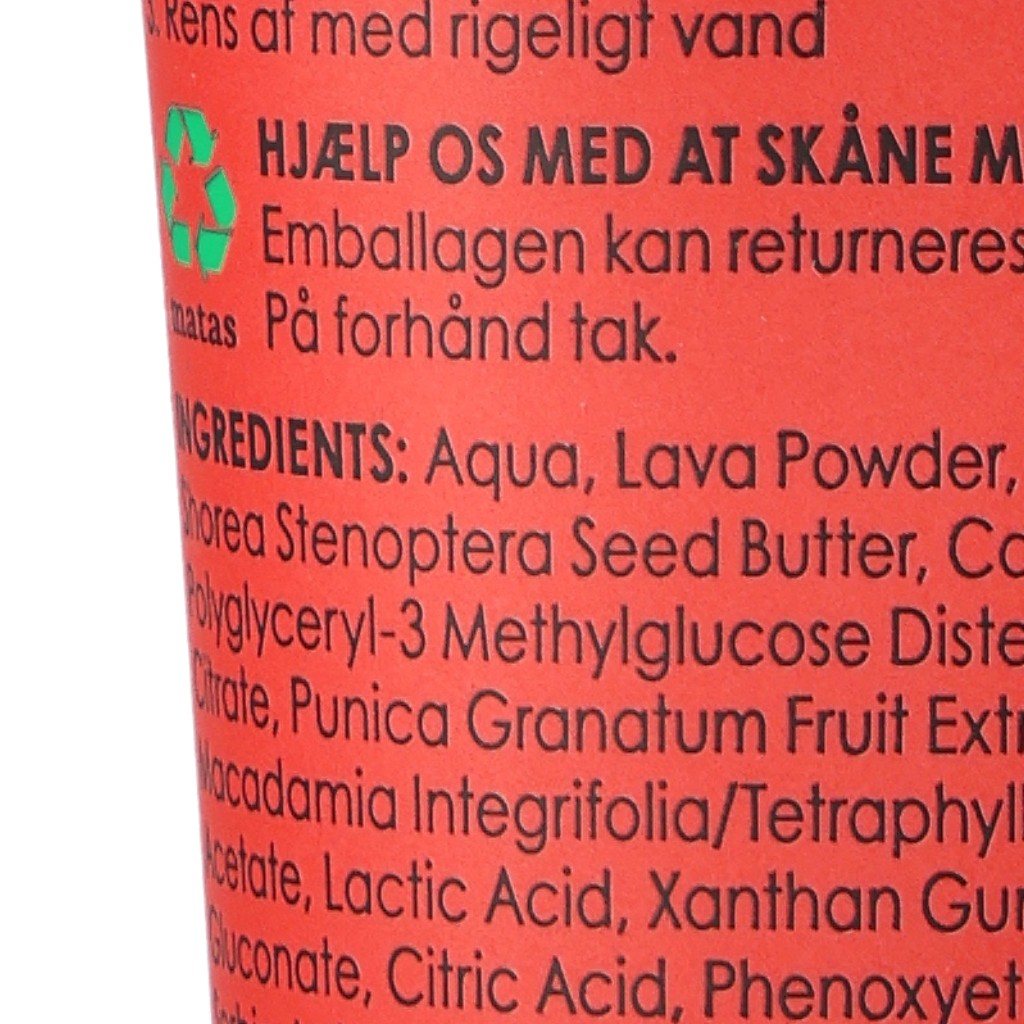 3. Rens af med rigeligt vand
HJÆLP OS MED AT SKÅNE M
Emballagen kan returneres
På forhånd tak.
matas
INGREDIENTS: Aqua, Lava Powder,
Shorea Stenoptera Seed Butter, Ca
Polyglyceryl-3 Methylglucose Diste
Citrate, Punica Granatum Fruit Extr
Macadamia Integrifolia/Tetraphyll
Acetate, Lactic Acid, Xanthan Gu
Gluconate, Citric Acid, Phenoxyet